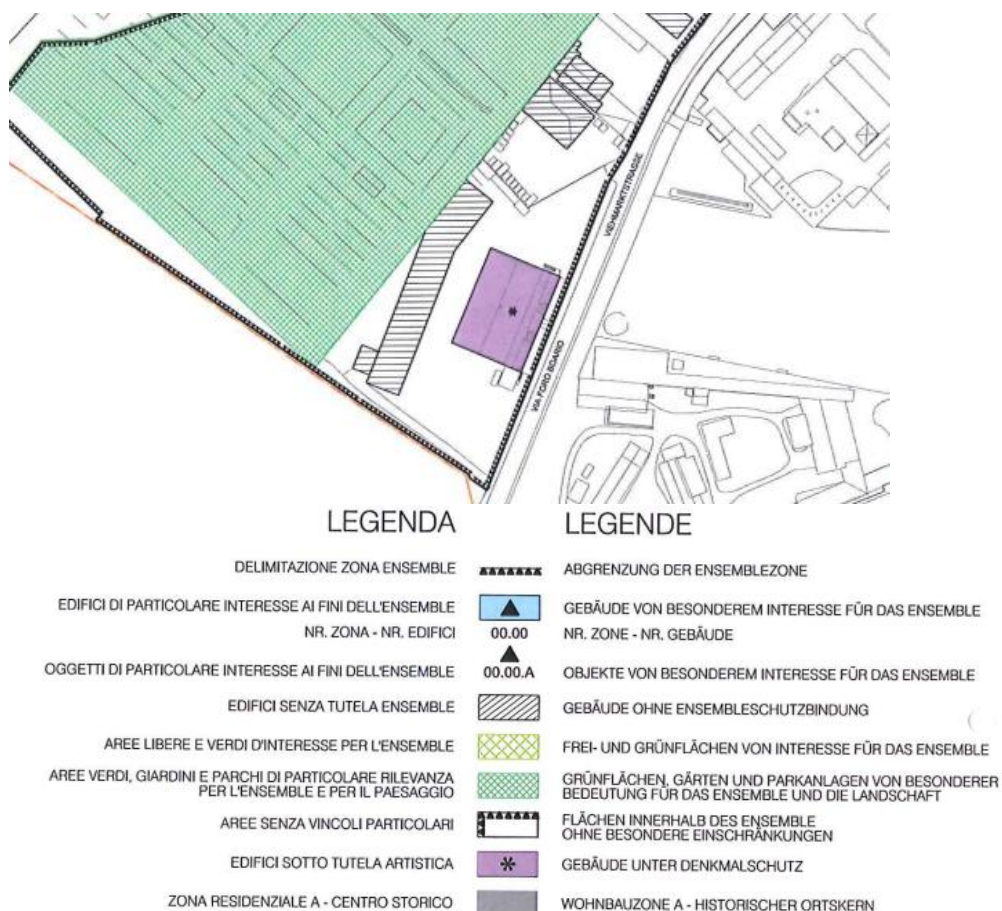 VIEHMARKTSTRASSE
VIA FORO BOARIO
LEGENDA LEGENDE
DELIMITAZIONE ZONA ENSEMBLE ABGRENZUNG DER ENSEMBLEZONE
EDIFICI DI PARTICOLARE INTERESSE AI FINI DELL'ENSEMBLE GEBÄUDE VON BESONDEREM INTERESSE FÜR DAS ENSEMBLE
NR. ZONA - NR. EDIFICI 00.00 NR. ZONE - NR. GEBÄUDE
OGGETTI DI PARTICOLARE INTERESSE AI FINI DELL'ENSEMBLE 00.00.A OBJEKTE VON BESONDEREM INTERESSE FÜR DAS ENSEMBLE
EDIFICI SENZA TUTELA ENSEMBLE GEBÄUDE OHNE ENSEMBLESCHUTZBINDUNG
AREE LIBERE E VERDI D'INTERESSE PER L'ENSEMBLE FREI- UND GRÜNFLÄCHEN VON INTERESSE FÜR DAS ENSEMBLE
AREE VERDI, GIARDINI E PARCHI DI PARTICOLARE RILEVANZA GRÜNFLÄCHEN, GÄRTEN UND PARKANLAGEN VON BESONDERER
PER L'ENSEMBLE E PER IL PAESAGGIO BEDEUTUNG FÜR DAS ENSEMBLE UND DIE LANDSCHAFT
AREE SENZA VINCOLI PARTICOLARI FLÄCHEN INNERHALB DES ENSEMBLE
OHNE BESONDERE EINSCHRÄNKUNGEN
EDIFICI SOTTO TUTELA ARTISTICA * GEBÄUDE UNTER DENKMALSCHUTZ
ZONA RESIDENZIALE A - CENTRO STORICO WOHNBAUZONE A - HISTORISCHER ORTSKERN